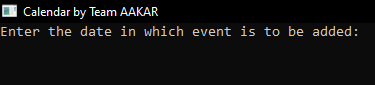 Calendar by Team AAKAR
Enter the date in which event is to be added: